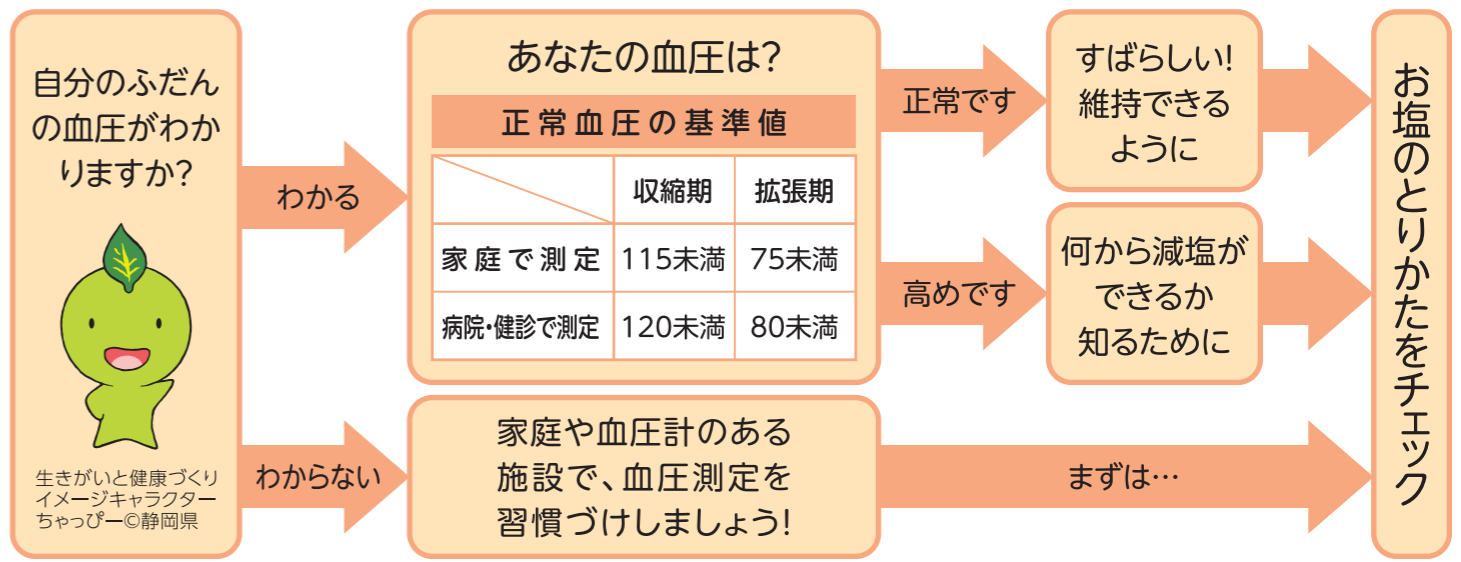 自分のふだん
の血圧がわか
りますか?
生きがいと健康づくり
イメージキャラクター
ちゃっぴー©静岡県
わかる
あなたの血圧は?
正常血圧の基準値
収縮期 拡張期
家庭で測定 115未満 75未満
病院・健診で測定 120未満 80未満
正常です
すばらしい!
維持できる
ように
高めです
何から減塩が
できるか
知るために
わからない
家庭や血圧計のある
施設で、血圧測定を
習慣づけしましょう!
まずは…
お塩のとりかたをチェック